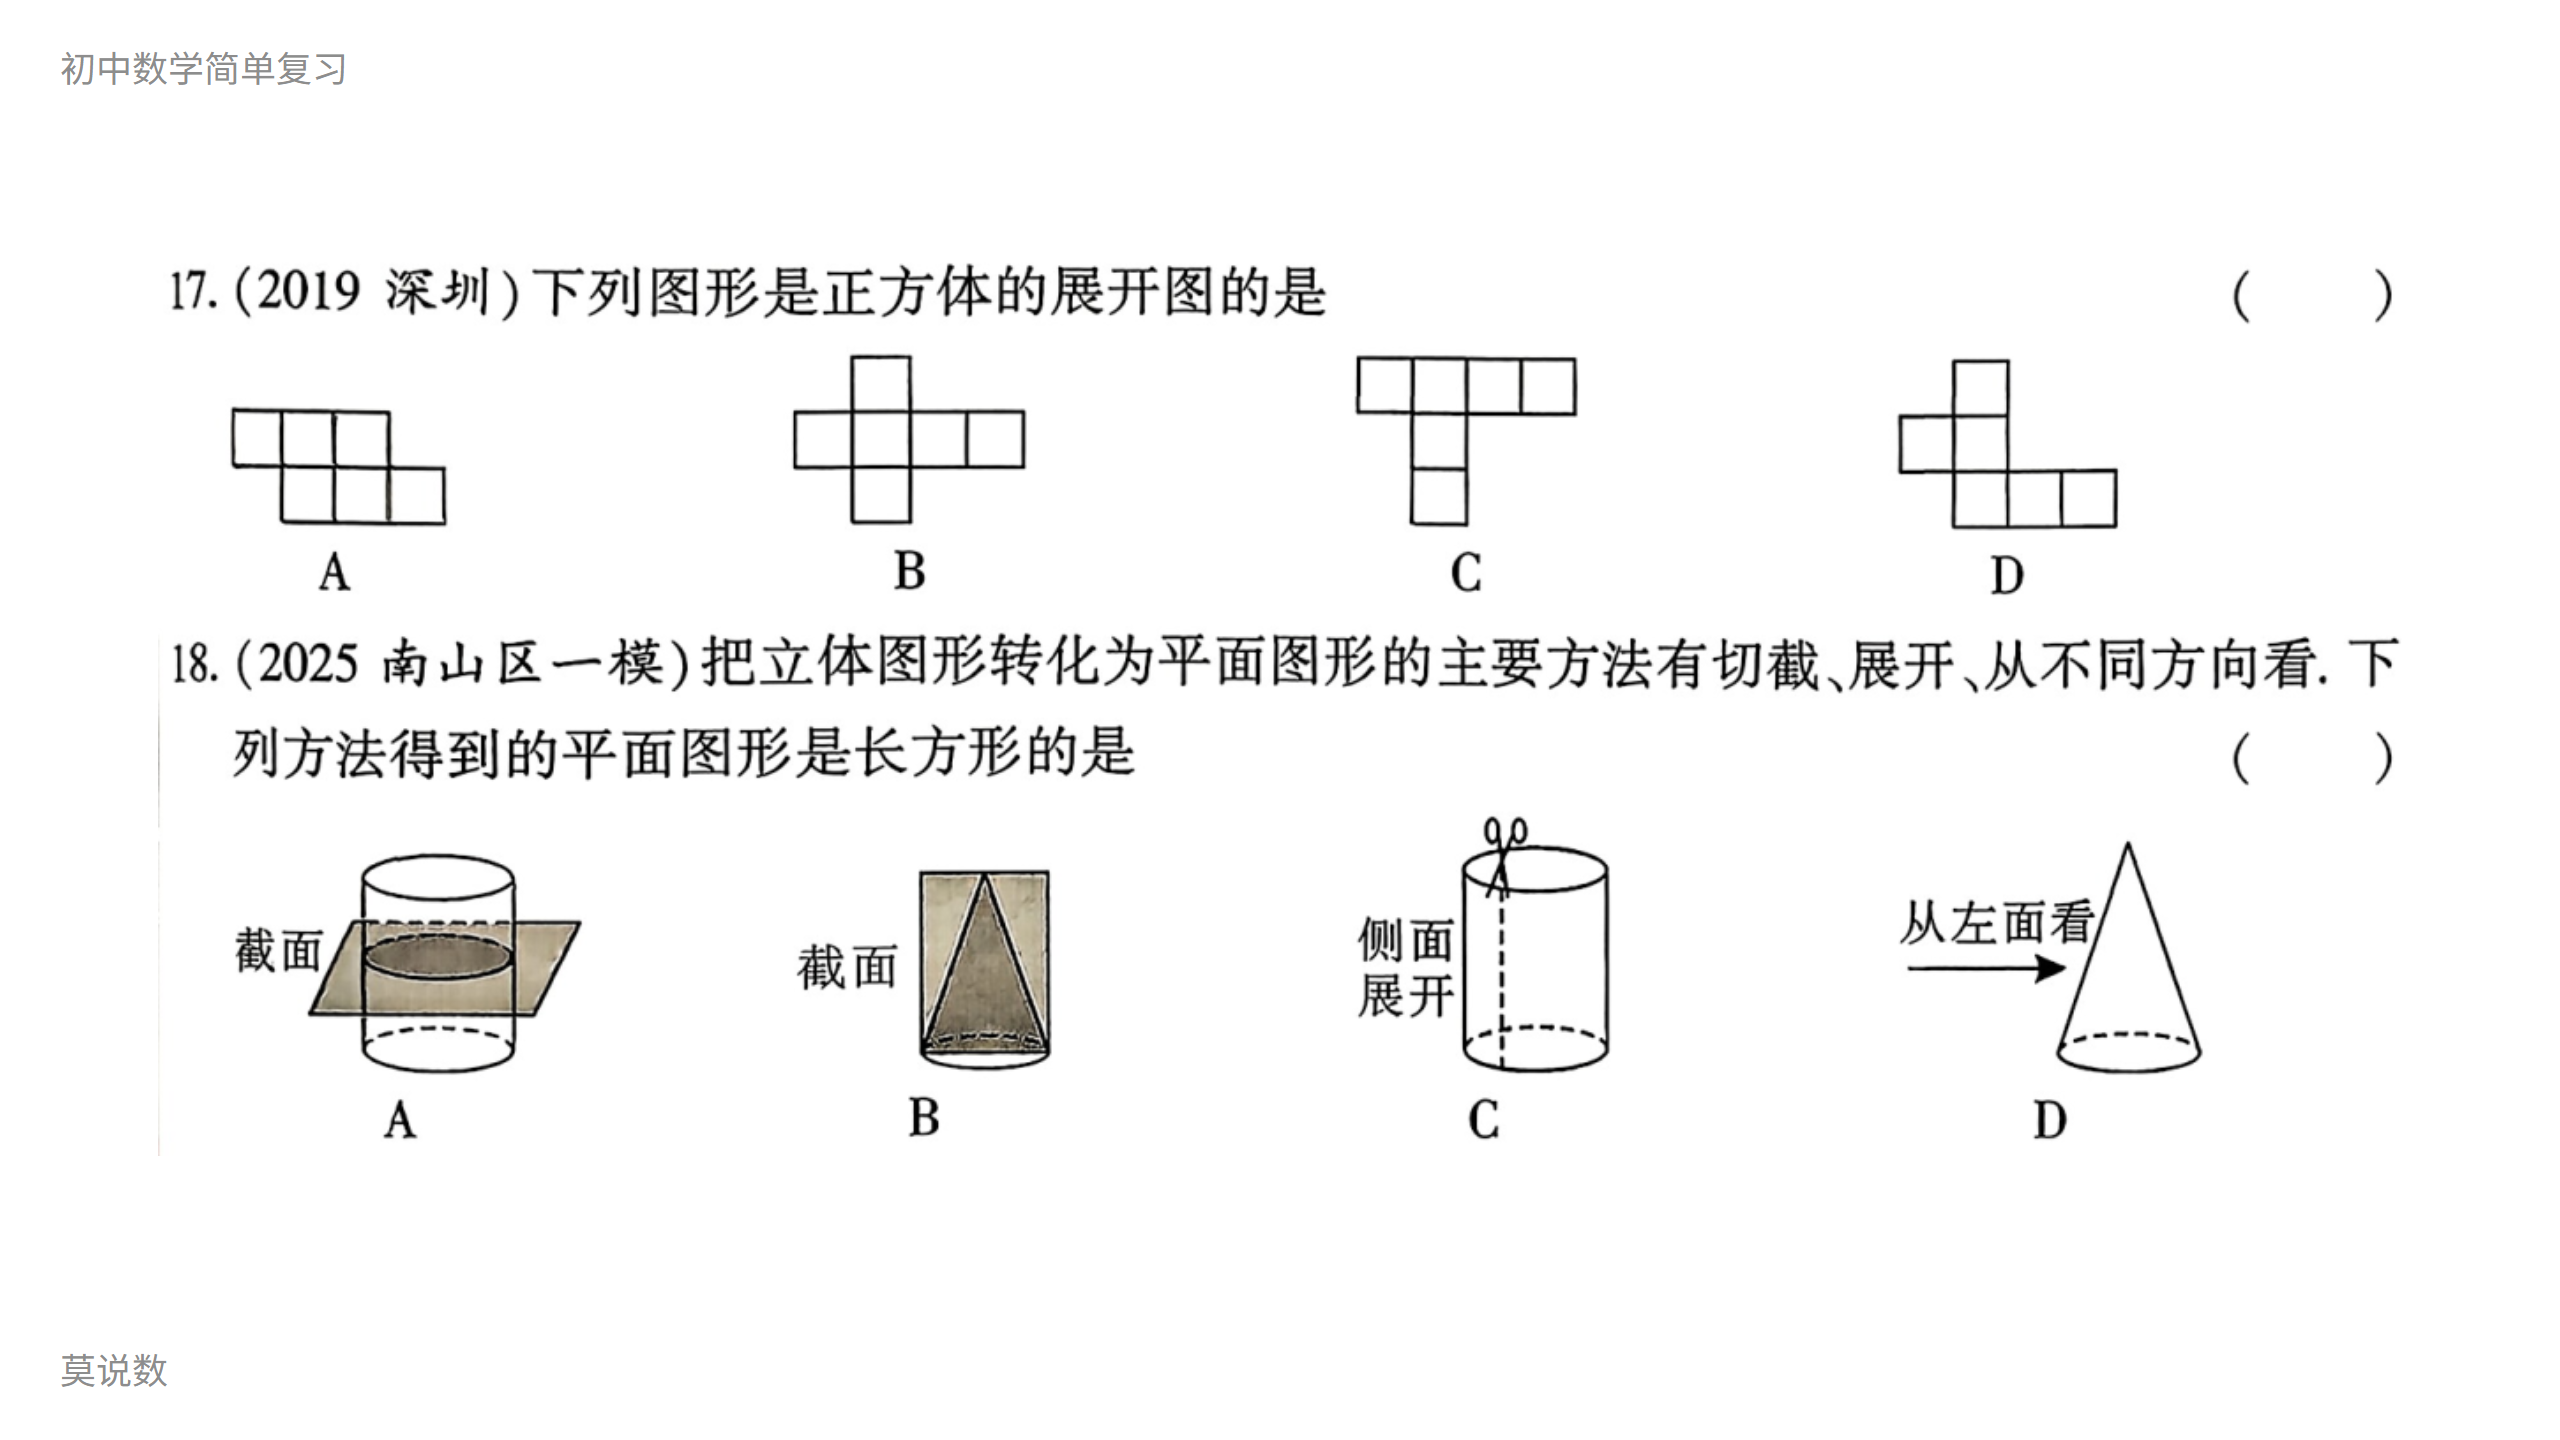 初中数学简单复习
17.(2019 深圳)下列图形是正方体的展开图的是 (    )
A B C D
18.(2025 南山区一模)把立体图形转化为平面图形的主要方法有切截、展开、从不同方向看.下
列方法得到的平面图形是长方形的是 (    )
截面 截面 侧面 从左面看
展开
A B C D
莫说数